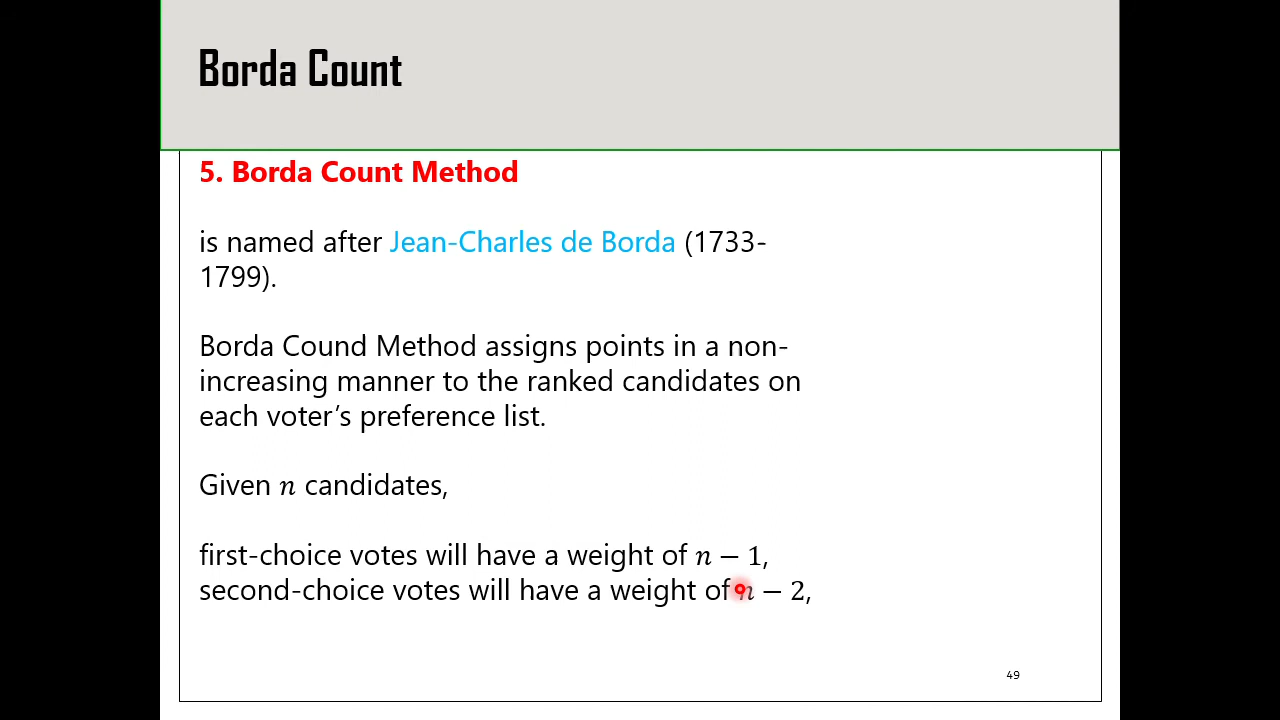 Borda Count
5. Borda Count Method
is named after Jean-Charles de Borda (1733-
1799).
Borda Cound Method assigns points in a non-
increasing manner to the ranked candidates on
each voter’s preference list.
Given n candidates,
first-choice votes will have a weight of n − 1,
second-choice votes will have a weight of n − 2,
49